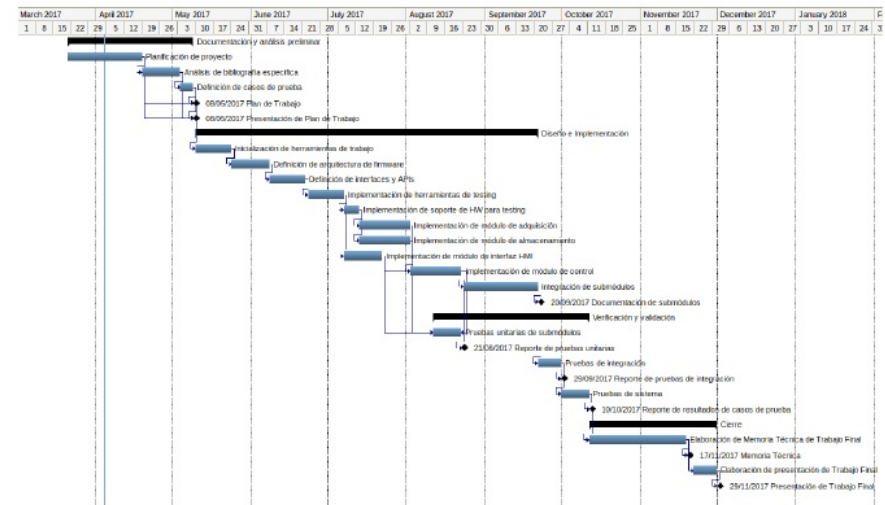 March 2017 April 2017 May 2017 June 2017 July 2017 August 2017 September 2017 October 2017 November 2017 December 2017 January 2018 F
1 8 15 22 29 5 12 19 26 3 10 17 24 31 7 14 21 28 5 12 19 26 2 9 16 23 30 6 13 20 27 4 11 18 25 1 8 15 22 29 6 13 20 27 3 10 17 24 31
Documentación y análisis preliminar
Planificación de proyecto
Análisis de bibliografía específica
Definición de casos de prueba
08/05/2017 Plan de Trabajo
08/05/2017 Presentación de Plan de Trabajo
Diseño e Implementación
Inicialización de herramientas de trabajo
Definición de arquitectura de firmware
Definición de interfaces y APIs
Implementación de herramientas de testing
Implementación de soporte de HW para testing
Implementación de módulo de adquisición
Implementación de módulo de almacenamiento
Implementación de módulo de interfaz HMI
Implementación de módulo de control
Integración de submódulos
20/09/2017 Documentación de submódulos
Verificación y validación
Pruebas unitarias de submódulos
21/08/2017 Reporte de pruebas unitarias
Pruebas de integración
29/09/2017 Reporte de pruebas de integración
Pruebas de sistema
10/10/2017 Reporte de resultados de casos de prueba
Cierre
Elaboración de Memoria Técnica de Trabajo Final
17/11/2017 Memoria Técnica
Elaboración de presentación de Trabajo Final
29/11/2017 Presentación de Trabajo Final